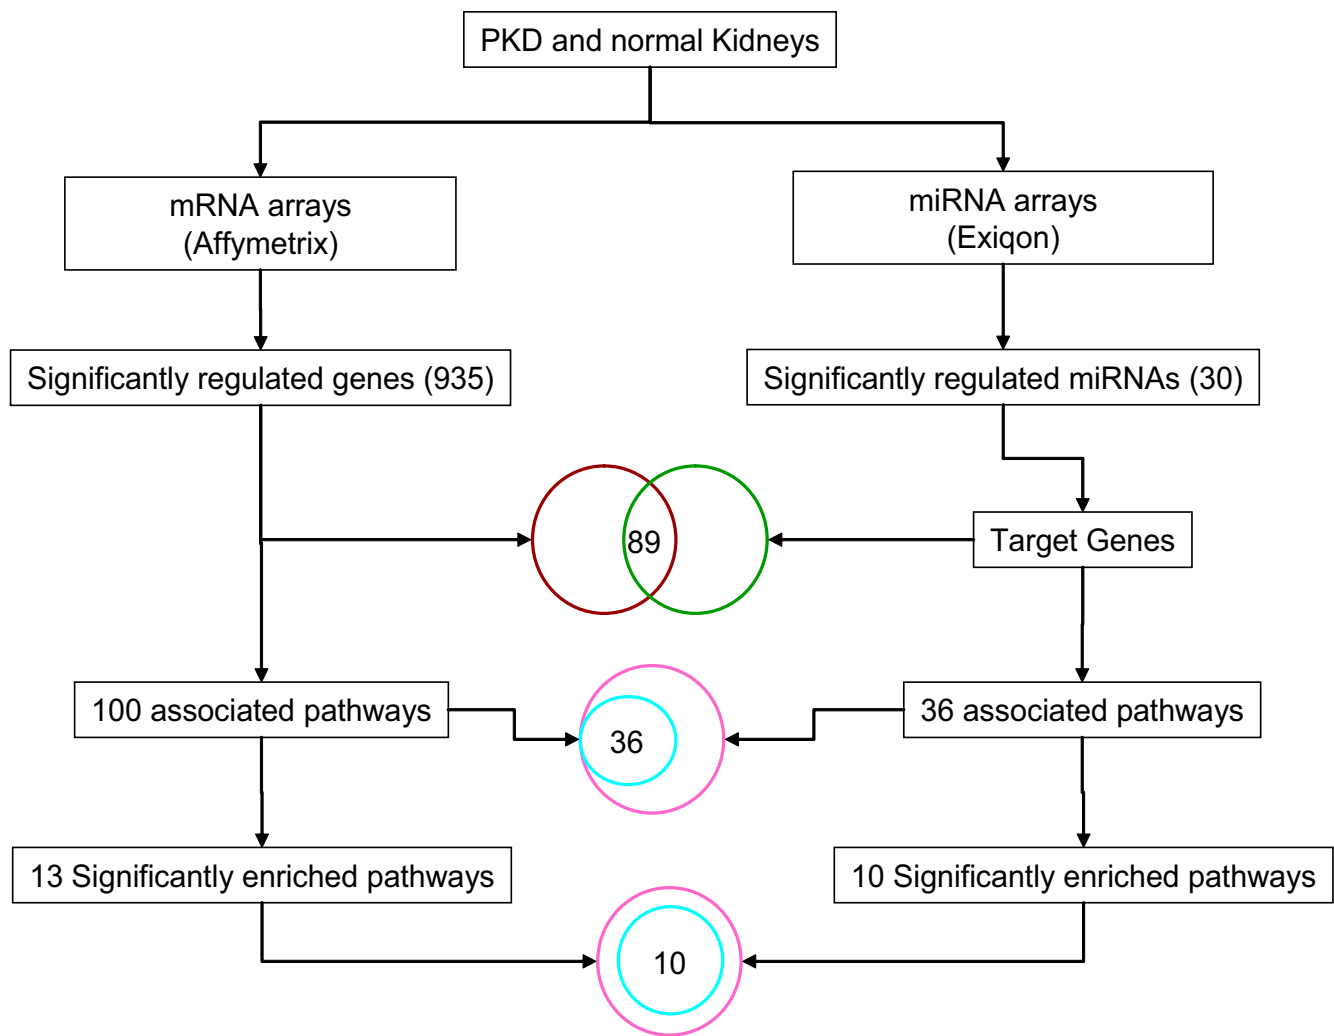 PKD and normal Kidneys
mRNA arrays
(Affymetrix)
miRNA arrays
(Exiqon)
Significantly regulated genes (935)
Significantly regulated miRNAs (30)
89
Target Genes
100 associated pathways
36
36 associated pathways
13 Significantly enriched pathways
10 Significantly enriched pathways
10